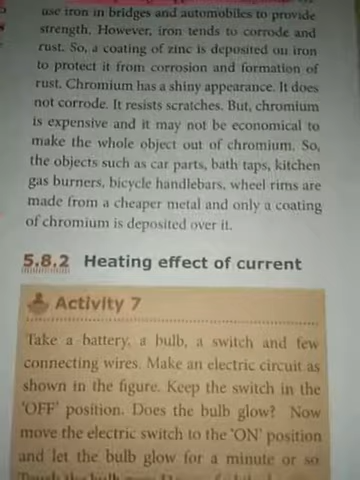 use iron in bridges and automobiles to provide
strength. However, iron tends to corrode and
rust. So, a coating of zinc is deposited on iron
to protect it from corrosion and formation of
rust. Chromium has a shiny appearance. It does
not corrode. It resists scratches. But, chromium
is expensive and it may not be economical to
make the whole object out of chromium. So,
the objects such as car parts, bath taps, kitchen
gas burners, bicycle handlebars, wheel rims are
made from a cheaper metal and only a coating
of chromium is deposited over it.
5.8.2 Heating effect of current
Activity 7
Take a battery, a bulb, a switch and few
connecting wires. Make an electric circuit as
shown in the figure. Keep the switch in the
'OFF' position. Does the bulb glow? Now
move the electric switch to the 'ON' position
and let the bulb glow for a minute or so